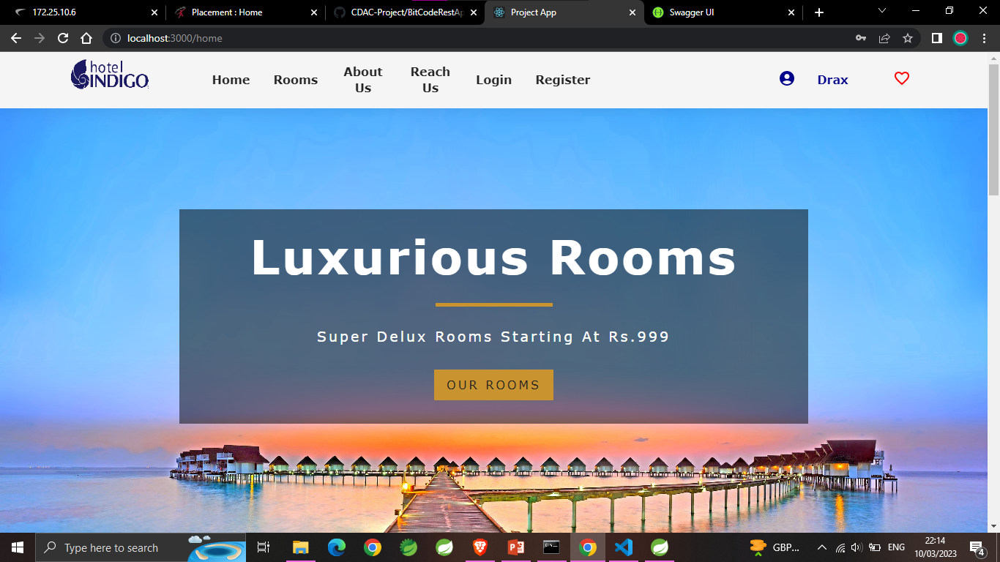 172.25.10.6
Placement : Home
CDAC-Project/BitCodeRestAp
Project App
Swagger UI
localhost:3000/home
hotel
INDIGO
Home
Rooms
About
Us
Reach
Us
Login
Register
Drax
Luxurious Rooms
Super Delux Rooms Starting At Rs.999
OUR ROOMS
Type here to search
GBP...
ENG
22:14
10/03/2023
4